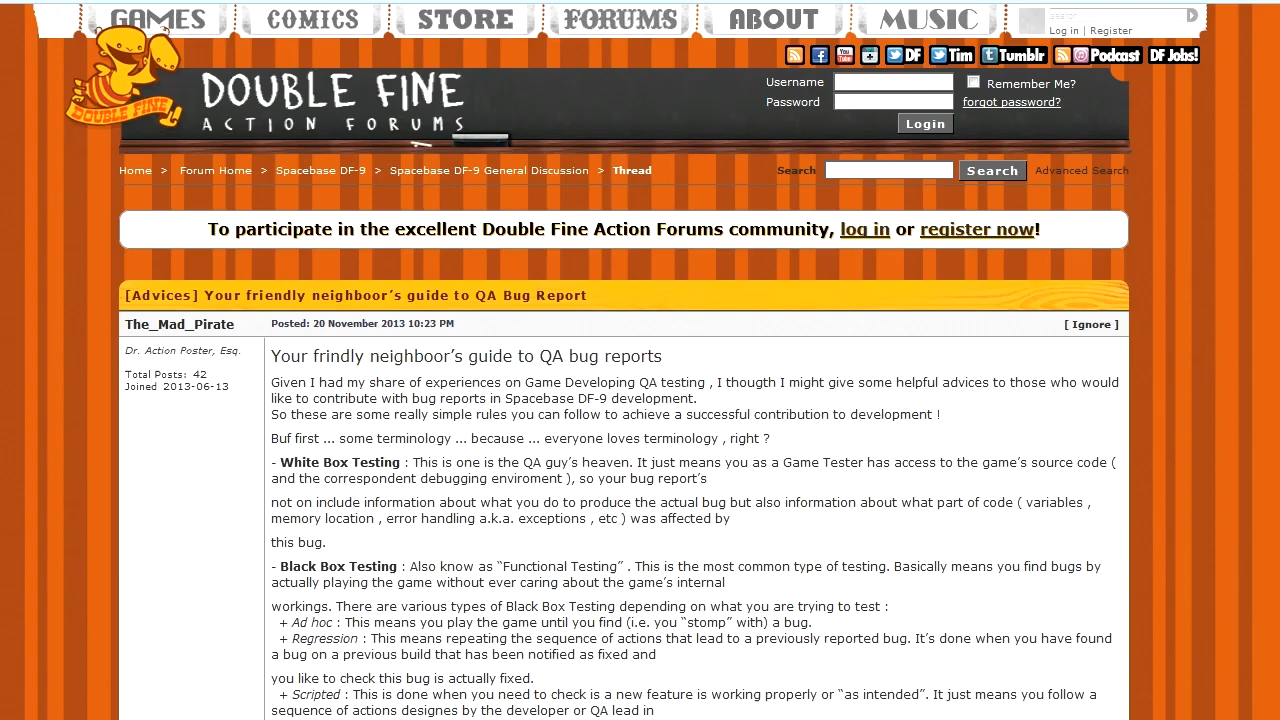 GAMES COMICS STORE FORUMS ABOUT MUSIC
Log in | Register
You Tube DF Tim Tumblr Podcast DF Jobs!
DOUBLE FINE
ACTION FORUMS
DOUBLE FINE
Username Remember Me?
Password forgot password?
Login
Home > Forum Home > Spacebase DF-9 > Spacebase DF-9 General Discussion > Thread Search Search Advanced Search
To participate in the excellent Double Fine Action Forums community, log in or register now!
[Advices] Your friendly neighboor's guide to QA Bug Report
The_Mad_Pirate Posted: 20 November 2013 10:23 PM [ Ignore ]
Dr. Action Poster, Esq.
Total Posts: 42
Joined 2013-06-13
Your frindly neighboor's guide to QA bug reports
Given I had my share of experiences on Game Developing QA testing , I thougth I might give some helpful advices to those who would
like to contribute with bug reports in Spacebase DF-9 development.
So these are some really simple rules you can follow to achieve a successful contribution to development !
Buf first ... some terminology ... because ... everyone loves terminology , right ?
- White Box Testing : This is one is the QA guy's heaven. It just means you as a Game Tester has access to the game's source code (
and the correspondent debugging enviroment ), so your bug report's
not on include information about what you do to produce the actual bug but also information about what part of code ( variables ,
memory location , error handling a.k.a. exceptions , etc ) was affected by
this bug.
- Black Box Testing : Also know as “Functional Testing” . This is the most common type of testing. Basically means you find bugs by
actually playing the game without ever caring about the game's internal
workings. There are various types of Black Box Testing depending on what you are trying to test :
+ Ad hoc : This means you play the game until you find (i.e. you “stomp” with) a bug.
+ Regression : This means repeating the sequence of actions that lead to a previously reported bug. It's done when you have found
a bug on a previous build that has been notified as fixed and
you like to check this bug is actually fixed.
+ Scripted : This is done when you need to check is a new feature is working properly or “as intended”. It just means you follow a
sequence of actions designes by the developer or QA lead in